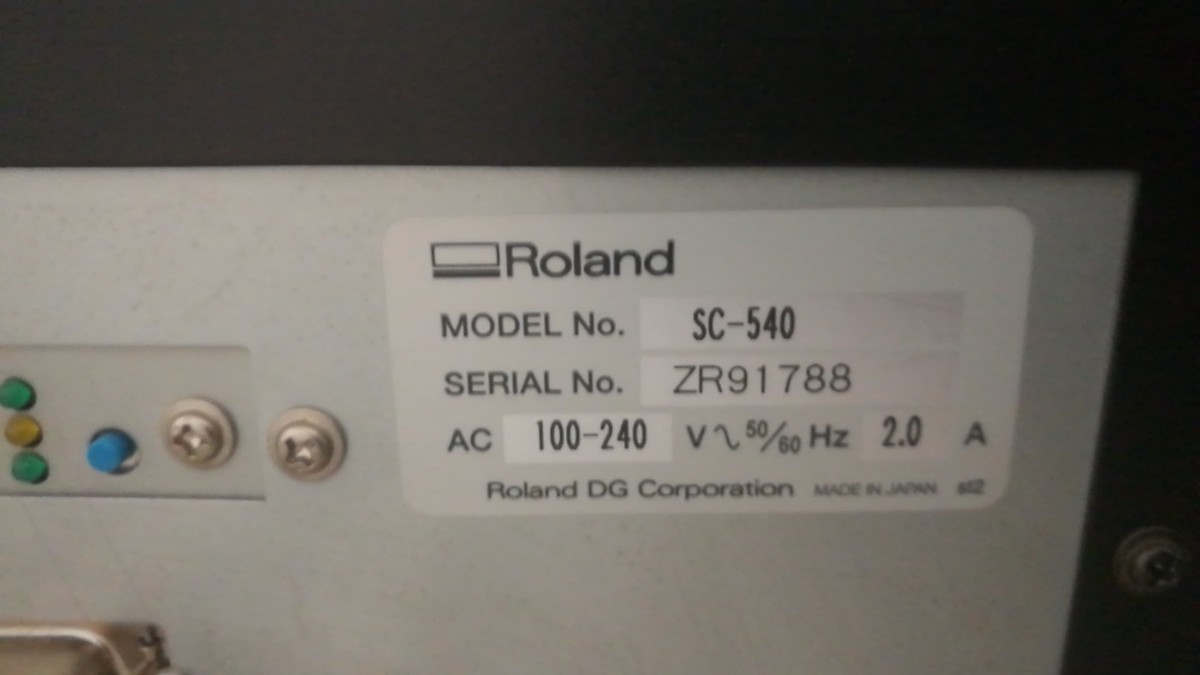 Roland
MODEL No. SC-540
SERIAL No. ZR91788
AC 100-240 V∿ 50/60 Hz 2.0 A
Roland DG Corporation MADE IN JAPAN